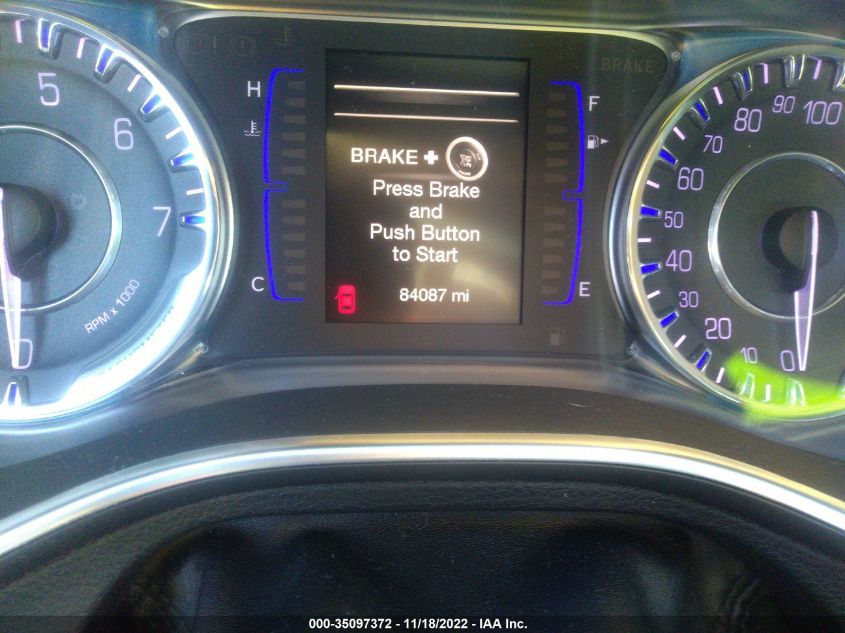 5
6
7
0
RPM x 1000
H
C
BRAKE +
Press Brake
and
Push Button
to Start
84087 mi
F
E
BRAKE
0
10
20
30
40
50
60
70
80
90
100
000-35097372 - 11/18/2022 - IAA Inc.